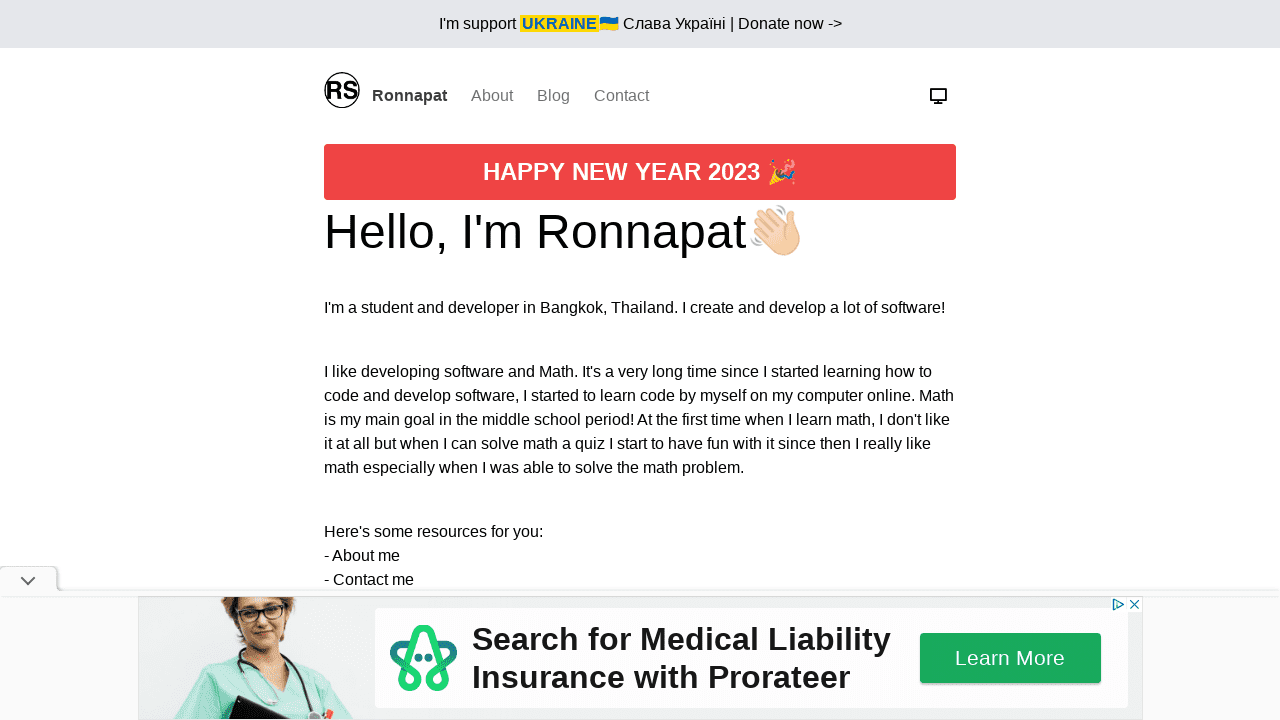 I'm support UKRAINE🇺🇦 Слава Україні | Donate now ->
RS Ronnapat About Blog Contact
HAPPY NEW YEAR 2023 🎉
Hello, I'm Ronnapat👋🏻
I'm a student and developer in Bangkok, Thailand. I create and develop a lot of software!
I like developing software and Math. It's a very long time since I started learning how to
code and develop software, I started to learn code by myself on my computer online. Math
is my main goal in the middle school period! At the first time when I learn math, I don't like
it at all but when I can solve math a quiz I start to have fun with it since then I really like
math especially when I was able to solve the math problem.
Here's some resources for you:
- About me
- Contact me
Search for Medical Liability
Insurance with Prorateer
Learn More